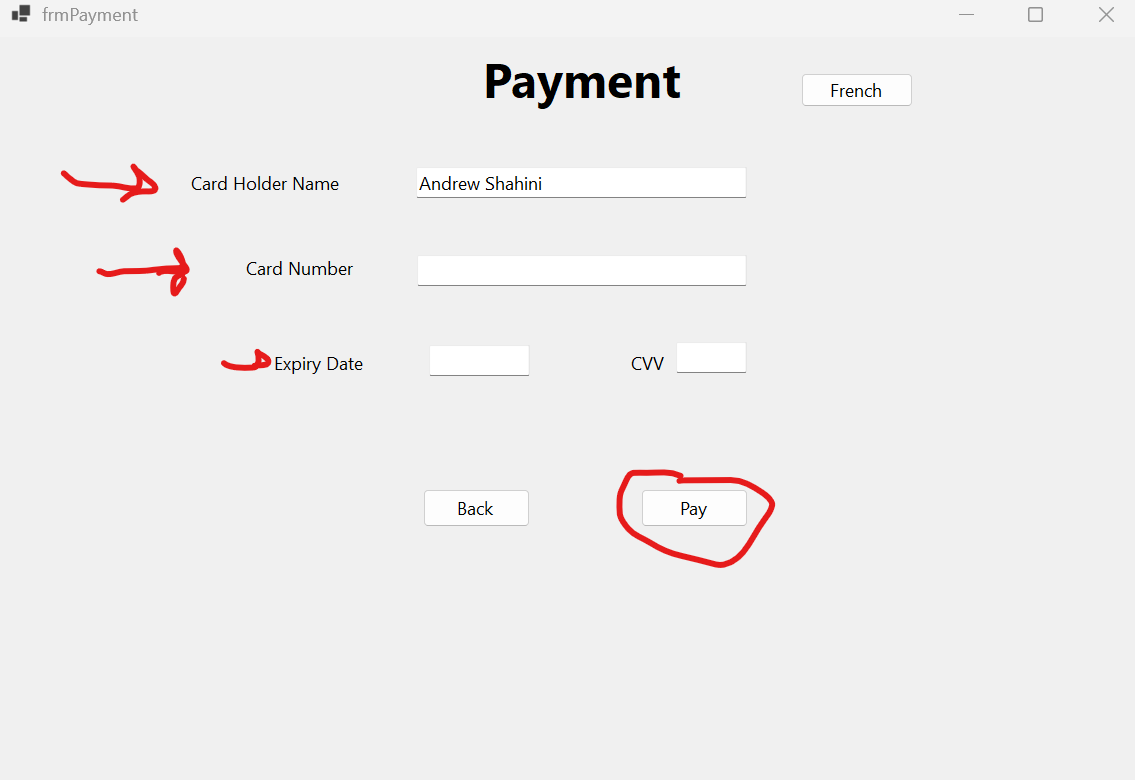 frmPayment
Payment
French
Card Holder Name Andrew Shahini
Card Number
Expiry Date CVV
Back Pay